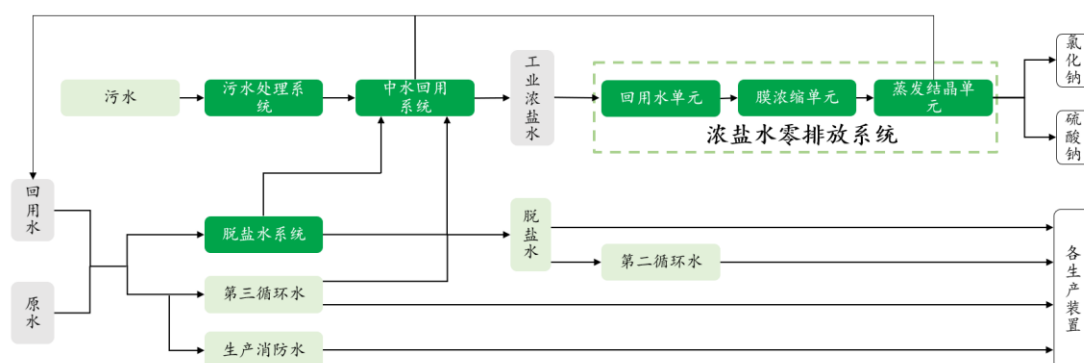 污水
污水处理系
统
中水回用
系统
工业浓盐水
回用水单元
膜浓缩单元
蒸发结晶单
元
浓盐水零排放系统
氯化钠
硫酸钠
回用水
原水
脱盐水系统
脱盐水
第二循环水
第三循环水
生产消防水
各生产装置